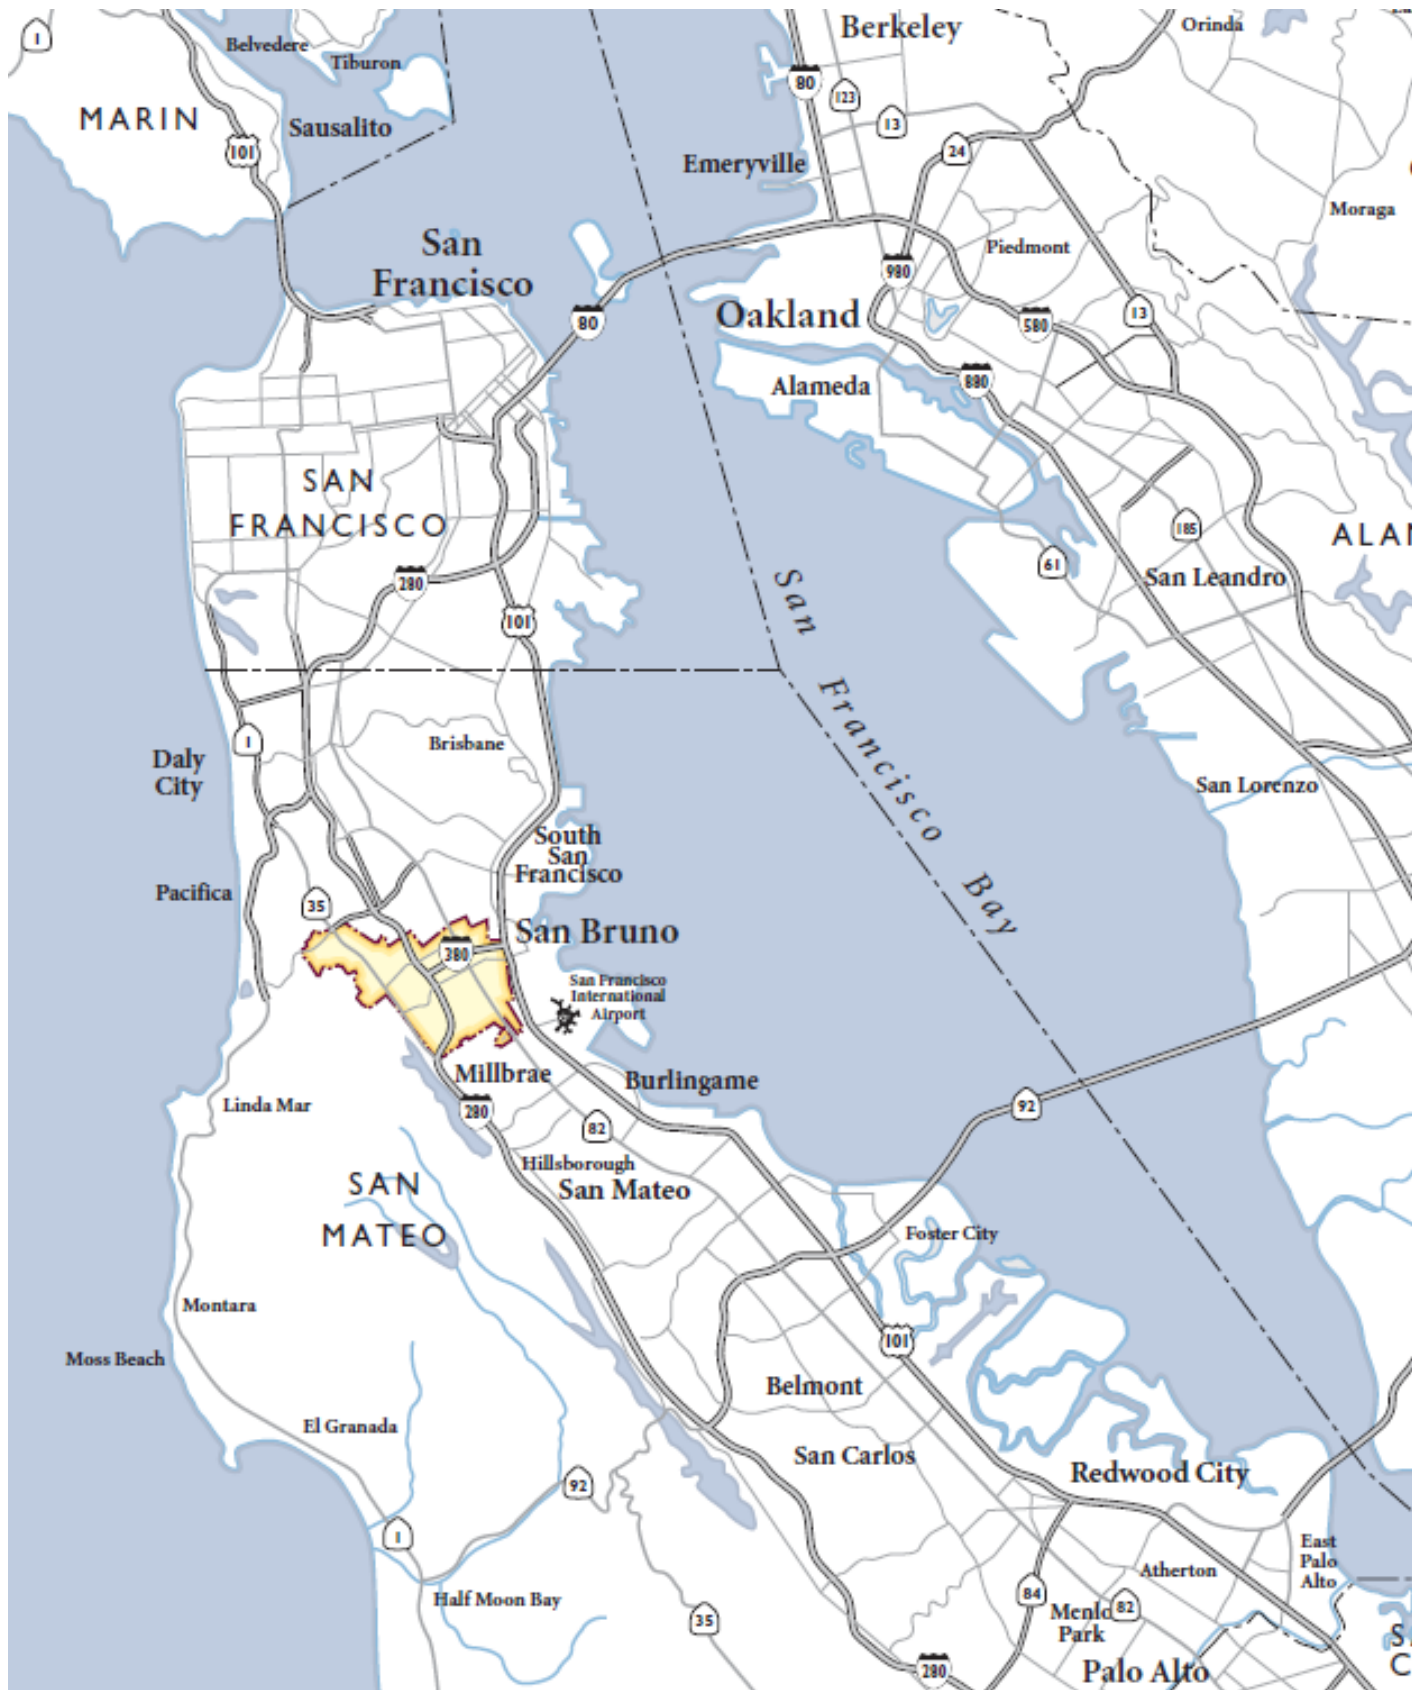 1
Belvedere
Tiburon
MARIN
Sausalito
101
Berkeley
Orinda
80
123
13
24
Emeryville
Moraga
San
Francisco
Piedmont
980
80
Oakland
580
13
Alameda
880
SAN
FRANCISCO
185
ALAM
61
San Leandro
280
101
San
Francisco
Bay
1
Brisbane
Daly
City
San Lorenzo
South
San
Francisco
Pacifica
35
San Bruno
380
San Francisco
International
Airport
Millbrae
Burlingame
Linda Mar
280
82
92
Hillsborough
SAN
MATEO
San Mateo
Foster City
Montara
101
Moss Beach
Belmont
El Granada
San Carlos
Redwood City
92
1
East
Palo
Alto
Atherton
Half Moon Bay
84
82
Menlo
Park
35
280
Palo Alto
S
C